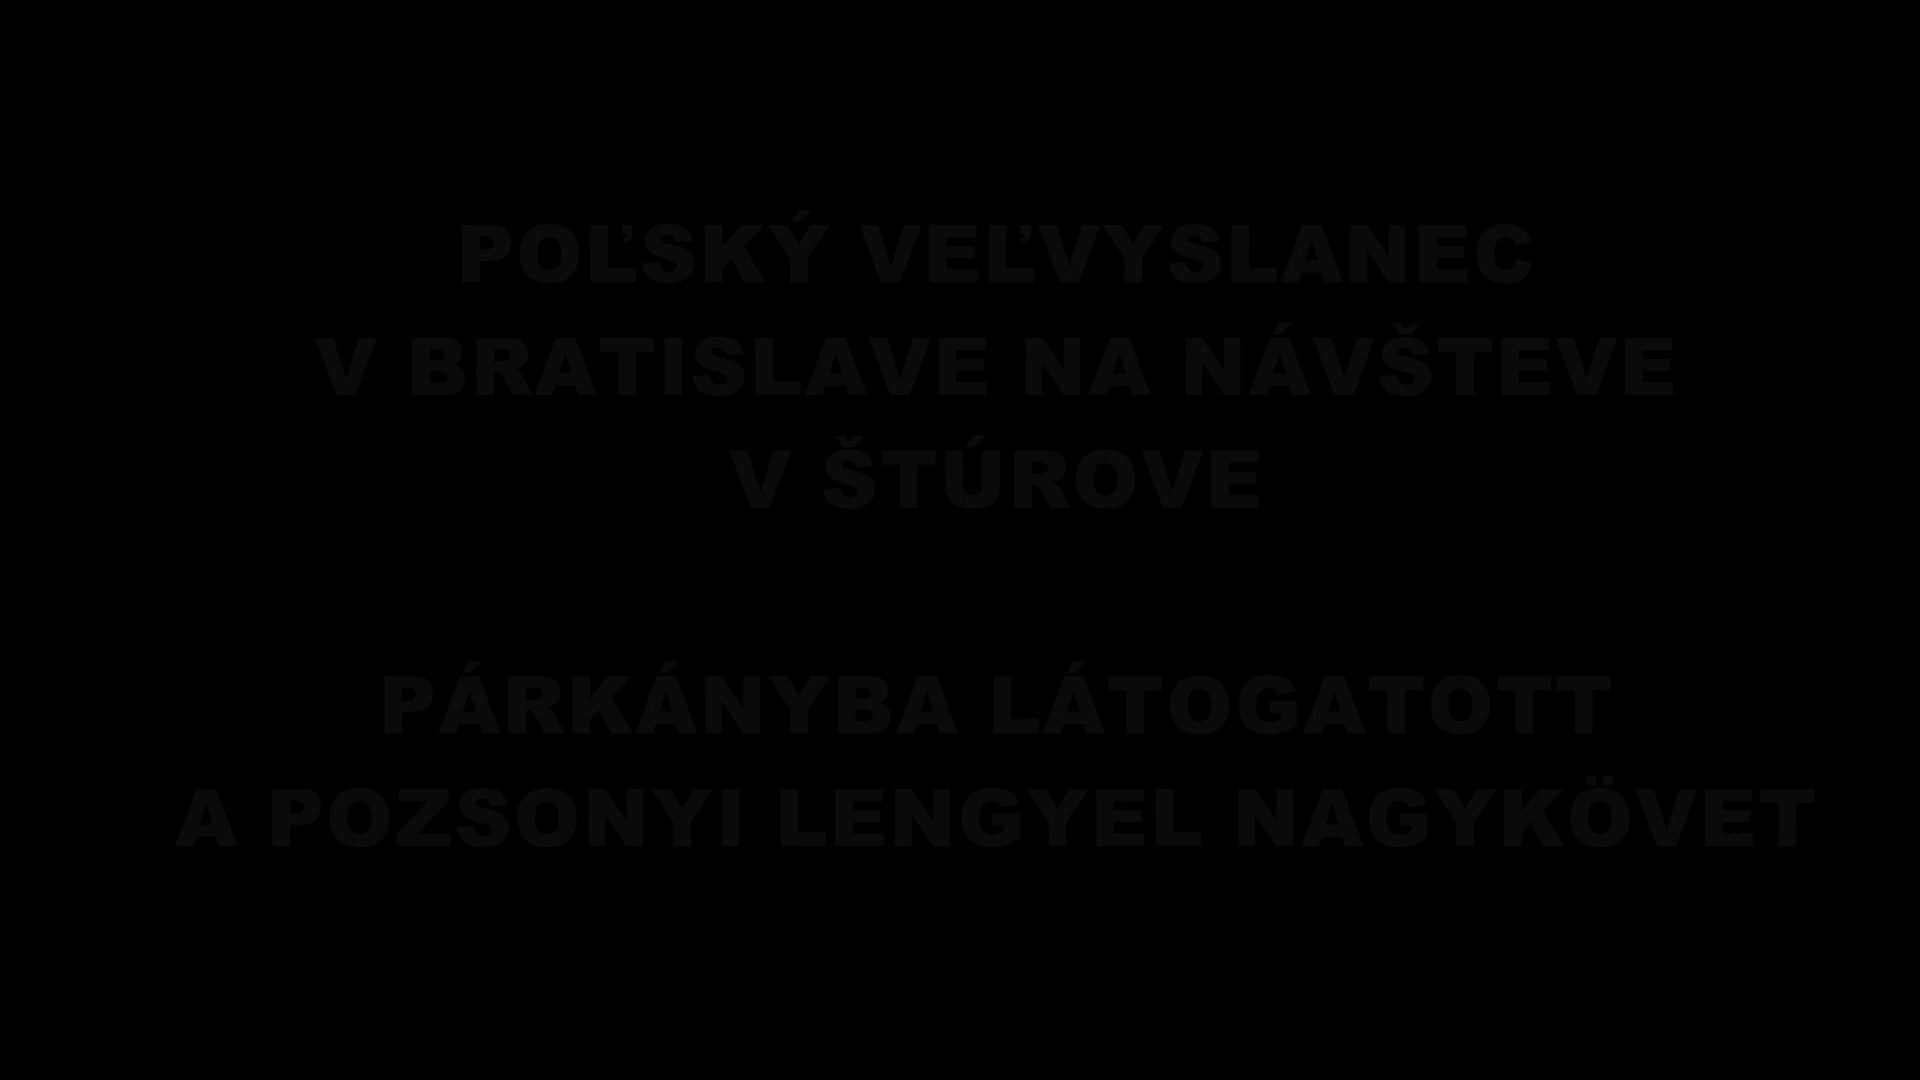 POĽSKÝ VEĽVYSLANEC
V BRATISLAVE NA NÁVŠTEVE
V ŠTÚROVE
PÁRKÁNYBA LÁTOGATOTT
A POZSONYI LENGYEL NAGYKÖVET